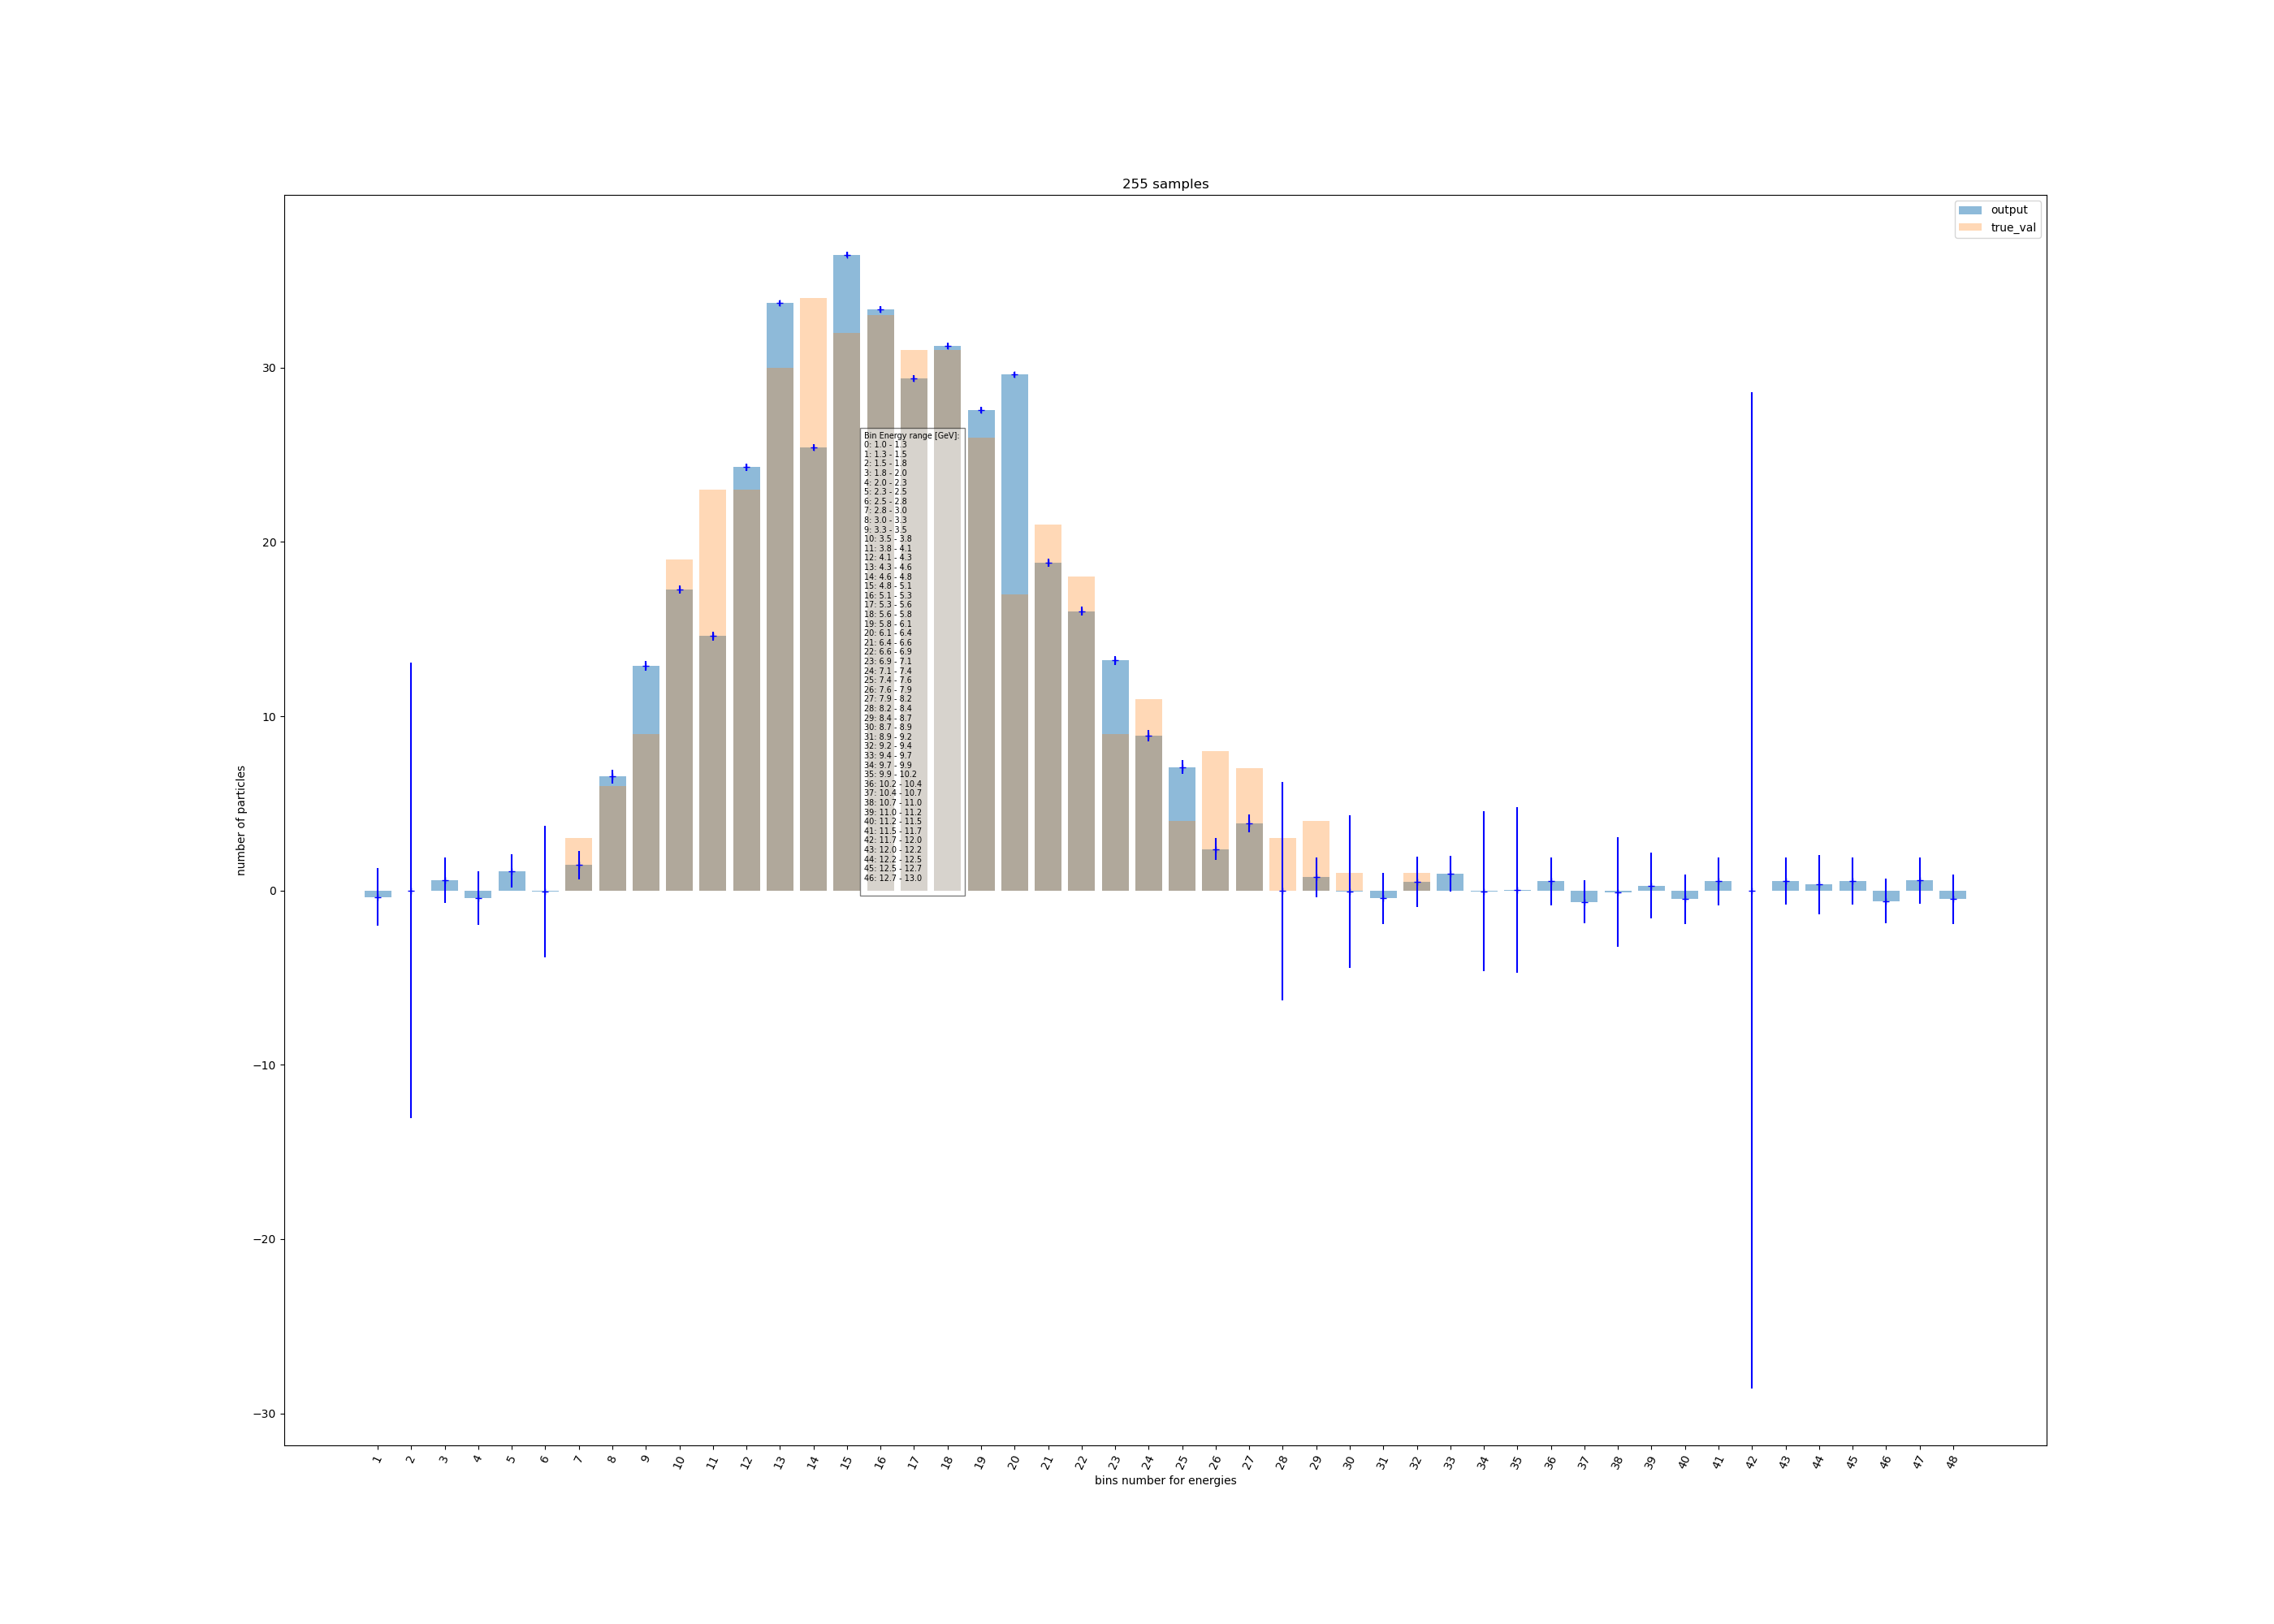 255 samples
output
true_val
number of particles
30
20
10
0
−10
−20
−30
Bin Energy range [GeV]:
0: 1.0 - 1.3
1: 1.3 - 1.5
2: 1.5 - 1.8
3: 1.8 - 2.0
4: 2.0 - 2.3
5: 2.3 - 2.5
6: 2.5 - 2.8
7: 2.8 - 3.0
8: 3.0 - 3.3
9: 3.3 - 3.5
10: 3.5 - 3.8
11: 3.8 - 4.1
12: 4.1 - 4.3
13: 4.3 - 4.6
14: 4.6 - 4.8
15: 4.8 - 5.1
16: 5.1 - 5.3
17: 5.3 - 5.6
18: 5.6 - 5.8
19: 5.8 - 6.1
20: 6.1 - 6.4
21: 6.4 - 6.6
22: 6.6 - 6.9
23: 6.9 - 7.1
24: 7.1 - 7.4
25: 7.4 - 7.6
26: 7.6 - 7.9
27: 7.9 - 8.2
28: 8.2 - 8.4
29: 8.4 - 8.7
30: 8.7 - 8.9
31: 8.9 - 9.2
32: 9.2 - 9.4
33: 9.4 - 9.7
34: 9.7 - 9.9
35: 9.9 - 10.2
36: 10.2 - 10.4
37: 10.4 - 10.7
38: 10.7 - 11.0
39: 11.0 - 11.2
40: 11.2 - 11.5
41: 11.5 - 11.7
42: 11.7 - 12.0
43: 12.0 - 12.2
44: 12.2 - 12.5
45: 12.5 - 12.7
46: 12.7 - 13.0
1 2 3 4 5 6 7 8 9 10 11 12 13 14 15 16 17 18 19 20 21 22 23 24 25 26 27 28 29 30 31 32 33 34 35 36 37 38 39 40 41 42 43 44 45 46 47 48
bins number for energies